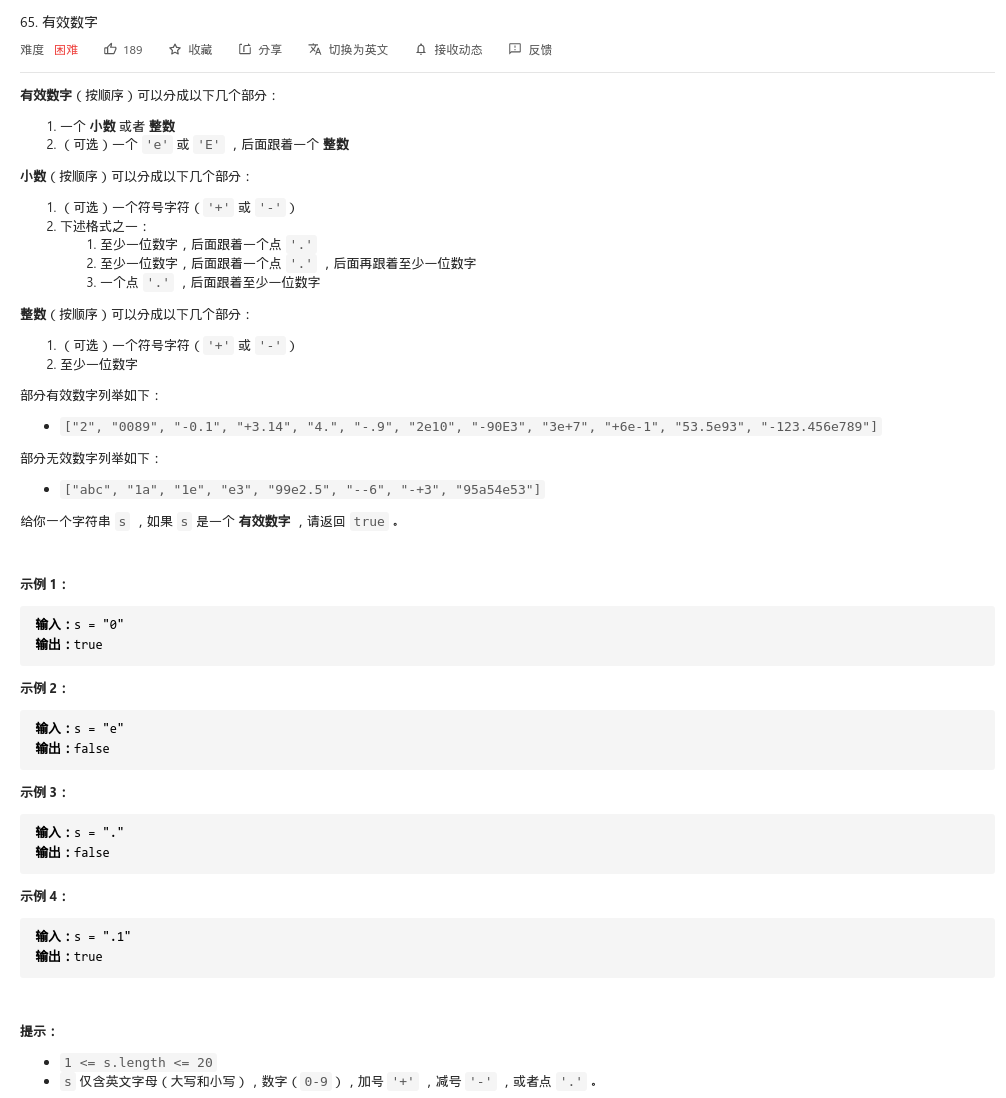 65. 有效数字
难度 困难 189 收藏 分享 切换为英文 接收动态 反馈
有效数字（按顺序）可以分成以下几个部分：
1. 一个 小数 或者 整数
2. （可选）一个 'e' 或 'E' ，后面跟着一个 整数
小数（按顺序）可以分成以下几个部分：
1. （可选）一个符号字符（'+' 或 '-'）
2. 下述格式之一：
1. 至少一位数字，后面跟着一个点 '.'
2. 至少一位数字，后面跟着一个点 '.' ，后面再跟着至少一位数字
3. 一个点 '.' ，后面跟着至少一位数字
整数（按顺序）可以分成以下几个部分：
1. （可选）一个符号字符（'+' 或 '-'）
2. 至少一位数字
部分有效数字列举如下：
• ["2", "0089", "-0.1", "+3.14", "4.", "-.9", "2e10", "-90E3", "3e+7", "+6e-1", "53.5e93", "-123.456e789"]
部分无效数字列举如下：
• ["abc", "1a", "1e", "e3", "99e2.5", "--6", "-+3", "95a54e53"]
给你一个字符串 s ，如果 s 是一个 有效数字 ，请返回 true 。
示例 1：
输入：s = "0"
输出：true
示例 2：
输入：s = "e"
输出：false
示例 3：
输入：s = "."
输出：false
示例 4：
输入：s = ".1"
输出：true
提示：
• 1 <= s.length <= 20
• s 仅含英文字母（大写和小写），数字（0-9），加号 '+' ，减号 '-' ，或者点 '.' 。